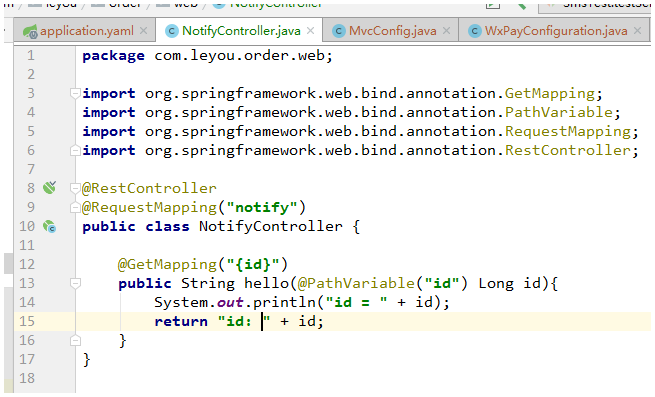 leyou order web NotifyController
application.yaml NotifyController.java MvcConfig.java WxPayConfiguration.java
1 package com.leyou.order.web;
2
3 import org.springframework.web.bind.annotation.GetMapping;
4 import org.springframework.web.bind.annotation.PathVariable;
5 import org.springframework.web.bind.annotation.RequestMapping;
6 import org.springframework.web.bind.annotation.RestController;
7
8 @RestController
9 @RequestMapping("notify")
10 public class NotifyController {
11
12 @GetMapping("{id}")
13 public String hello(@PathVariable("id") Long id){
14 System.out.println("id = " + id);
15 return "id: " + id;
16 }
17 }
18